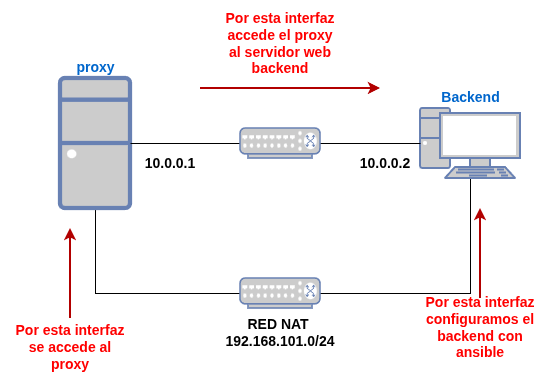 Por esta interfaz
accede el proxy
al servidor web
backend
proxy
Backend
10.0.0.1
10.0.0.2
RED NAT
192.168.101.0/24
Por esta interfaz
se accede al
proxy
Por esta interfaz
configuramos el
backend con
ansible